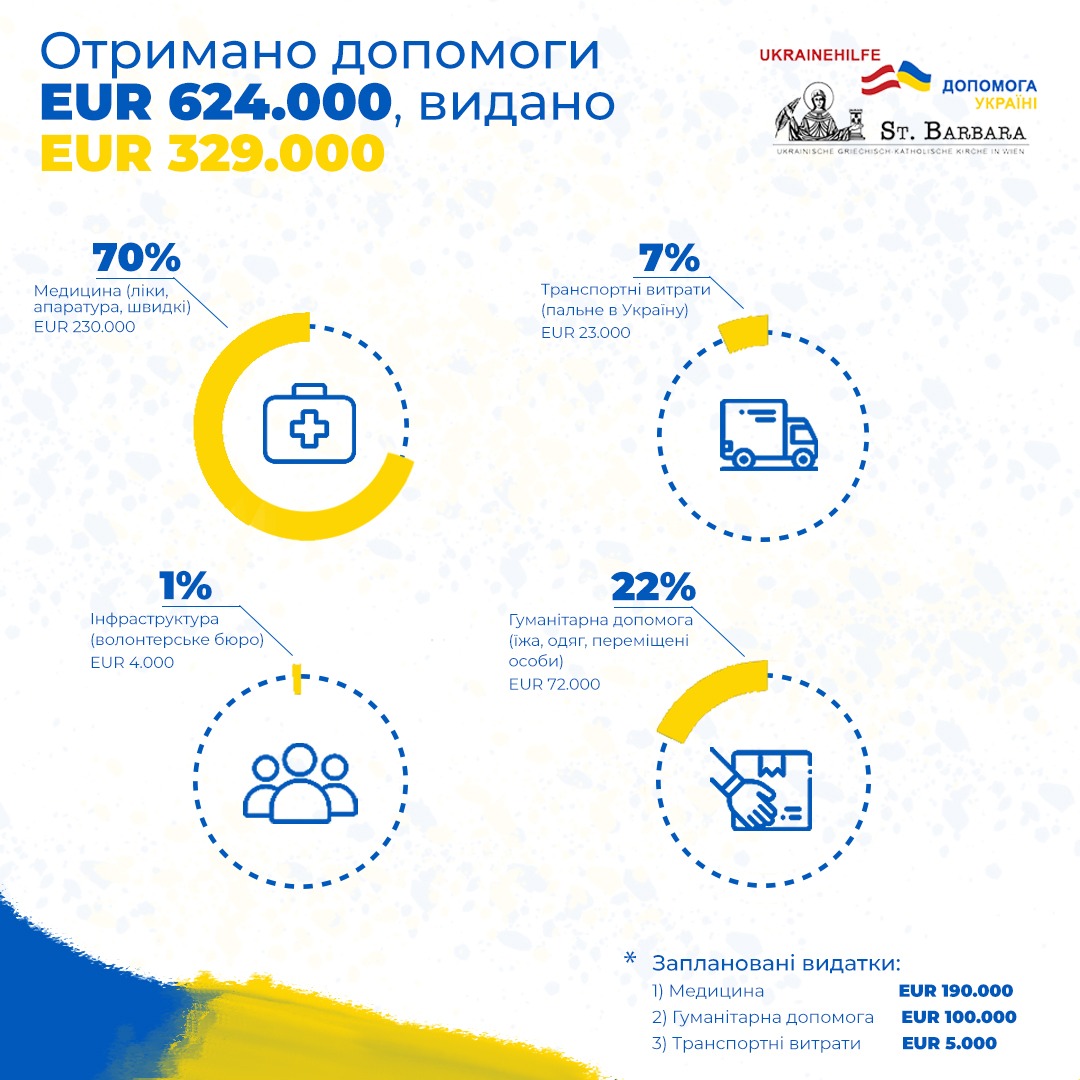 Отримано допомоги
EUR 624.000, видано
EUR 329.000
UKRAINEHILFE
ДОПОМОГА
УКРАЇНІ
ST. BARBARA
UKRAINISCHE GRIECHISCH-KATHOLISCHE KIRCHE IN WIEN
70%
Медицина (ліки,
апаратура, швидкі)
EUR 230.000
7%
Транспортні витрати
(пальне в Україну)
EUR 23.000
1%
Інфраструктура
(волонтерське бюро)
EUR 4.000
22%
Гуманітарна допомога
(їжа, одяг, переміщені
особи)
EUR 72.000
* Заплановані видатки:
1) Медицина EUR 190.000
2) Гуманітарна допомога EUR 100.000
3) Транспортні витрати EUR 5.000